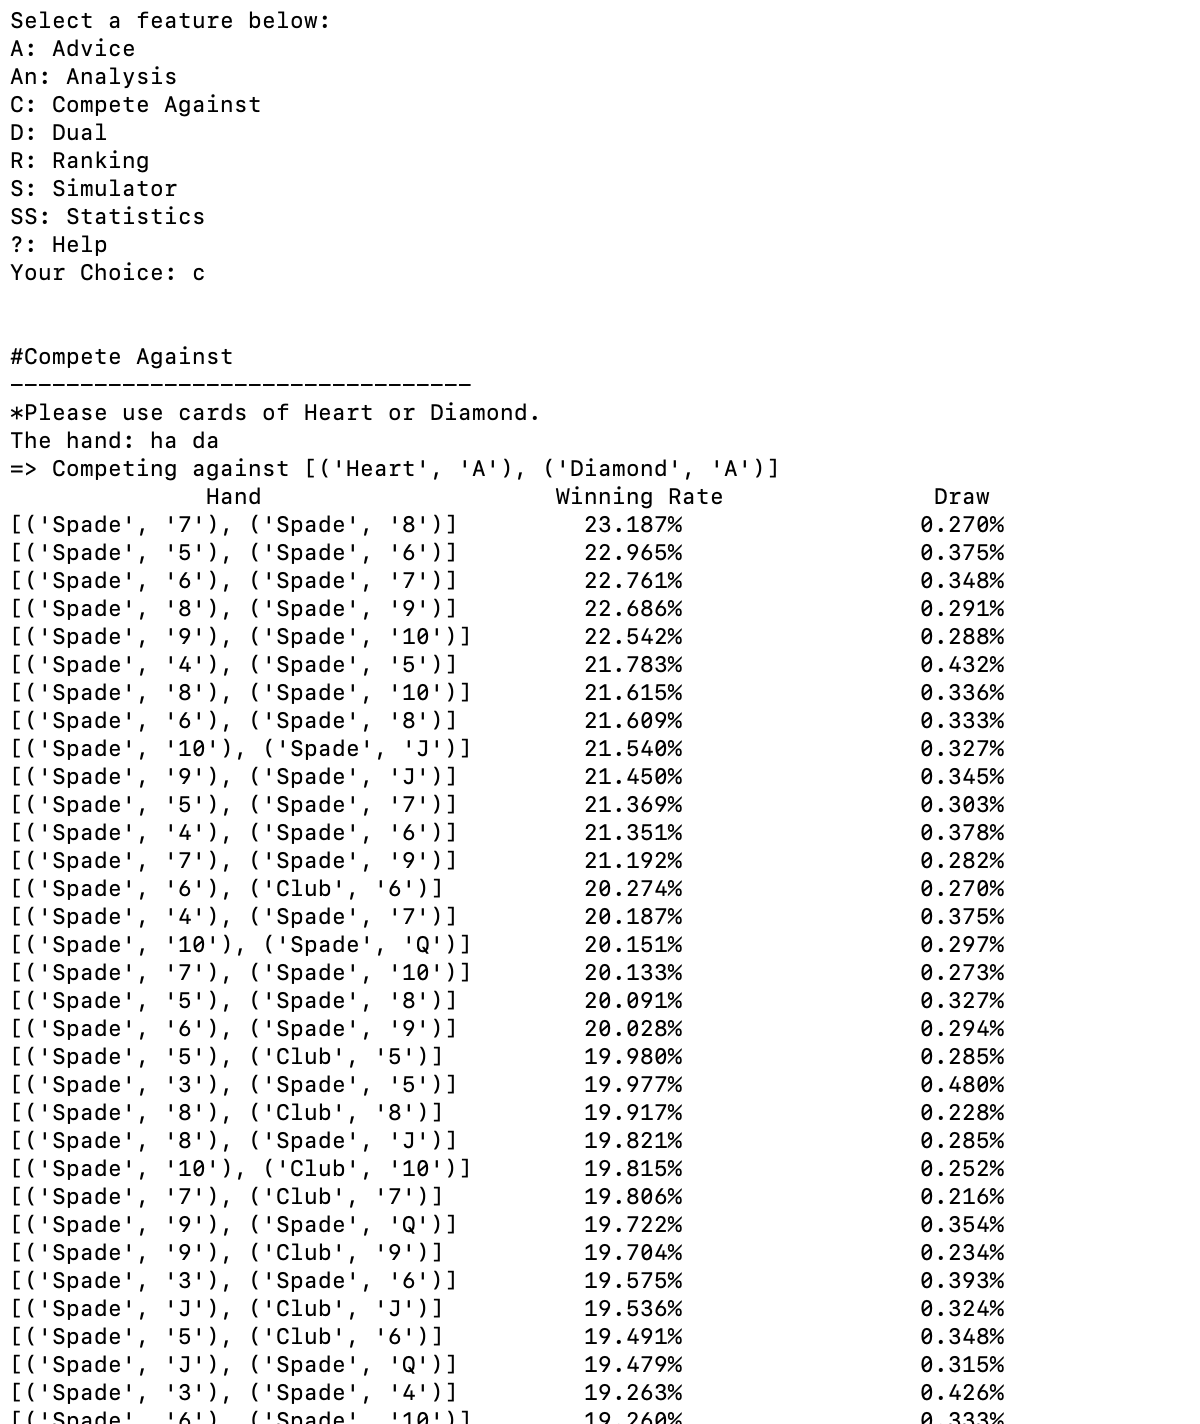 Select a feature below:
A: Advice
An: Analysis
C: Compete Against
D: Dual
R: Ranking
S: Simulator
SS: Statistics
?: Help
Your Choice: c
#Compete Against
---------------------------------
*Please use cards of Heart or Diamond.
The hand: ha da
=> Competing against [('Heart', 'A'), ('Diamond', 'A')]
Hand Winning Rate Draw
[('Spade', '7'), ('Spade', '8')] 23.187% 0.270%
[('Spade', '5'), ('Spade', '6')] 22.965% 0.375%
[('Spade', '6'), ('Spade', '7')] 22.761% 0.348%
[('Spade', '8'), ('Spade', '9')] 22.686% 0.291%
[('Spade', '9'), ('Spade', '10')] 22.542% 0.288%
[('Spade', '4'), ('Spade', '5')] 21.783% 0.432%
[('Spade', '8'), ('Spade', '10')] 21.615% 0.336%
[('Spade', '6'), ('Spade', '8')] 21.609% 0.333%
[('Spade', '10'), ('Spade', 'J')] 21.540% 0.327%
[('Spade', '9'), ('Spade', 'J')] 21.450% 0.345%
[('Spade', '5'), ('Spade', '7')] 21.369% 0.303%
[('Spade', '4'), ('Spade', '6')] 21.351% 0.378%
[('Spade', '7'), ('Spade', '9')] 21.192% 0.282%
[('Spade', '6'), ('Club', '6')] 20.274% 0.270%
[('Spade', '4'), ('Spade', '7')] 20.187% 0.375%
[('Spade', '10'), ('Spade', 'Q')] 20.151% 0.297%
[('Spade', '7'), ('Spade', '10')] 20.133% 0.273%
[('Spade', '5'), ('Spade', '8')] 20.091% 0.327%
[('Spade', '6'), ('Spade', '9')] 20.028% 0.294%
[('Spade', '5'), ('Club', '5')] 19.980% 0.285%
[('Spade', '3'), ('Spade', '5')] 19.977% 0.480%
[('Spade', '8'), ('Club', '8')] 19.917% 0.228%
[('Spade', '8'), ('Spade', 'J')] 19.821% 0.285%
[('Spade', '10'), ('Club', '10')] 19.815% 0.252%
[('Spade', '7'), ('Club', '7')] 19.806% 0.216%
[('Spade', '9'), ('Spade', 'Q')] 19.722% 0.354%
[('Spade', '9'), ('Club', '9')] 19.704% 0.234%
[('Spade', '3'), ('Spade', '6')] 19.575% 0.393%
[('Spade', 'J'), ('Club', 'J')] 19.536% 0.324%
[('Spade', '5'), ('Club', '6')] 19.491% 0.348%
[('Spade', 'J'), ('Spade', 'Q')] 19.479% 0.315%
[('Spade', '3'), ('Spade', '4')] 19.263% 0.426%
[('Spade', '6'), ('Spade', '10')] 19.260% 0.333%